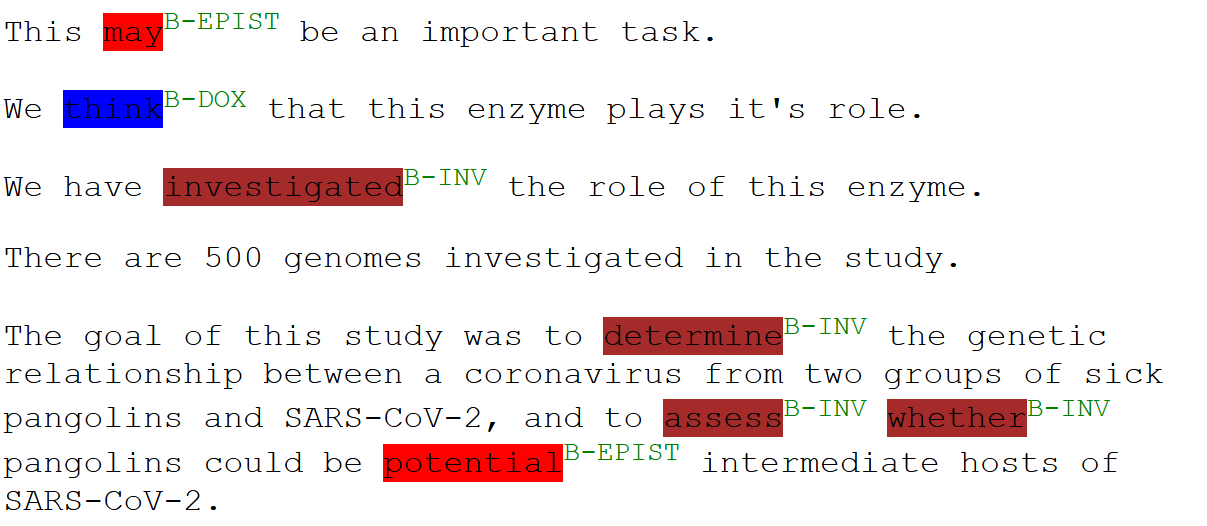 This may B-EPIST be an important task.
We think B-DOX that this enzyme plays it's role.
We have investigated B-INV the role of this enzyme.
There are 500 genomes investigated in the study.
The goal of this study was to determine B-INV the genetic
relationship between a coronavirus from two groups of sick
pangolins and SARS-CoV-2, and to assess B-INV whether B-INV
pangolins could be potential B-EPIST intermediate hosts of
SARS-CoV-2.